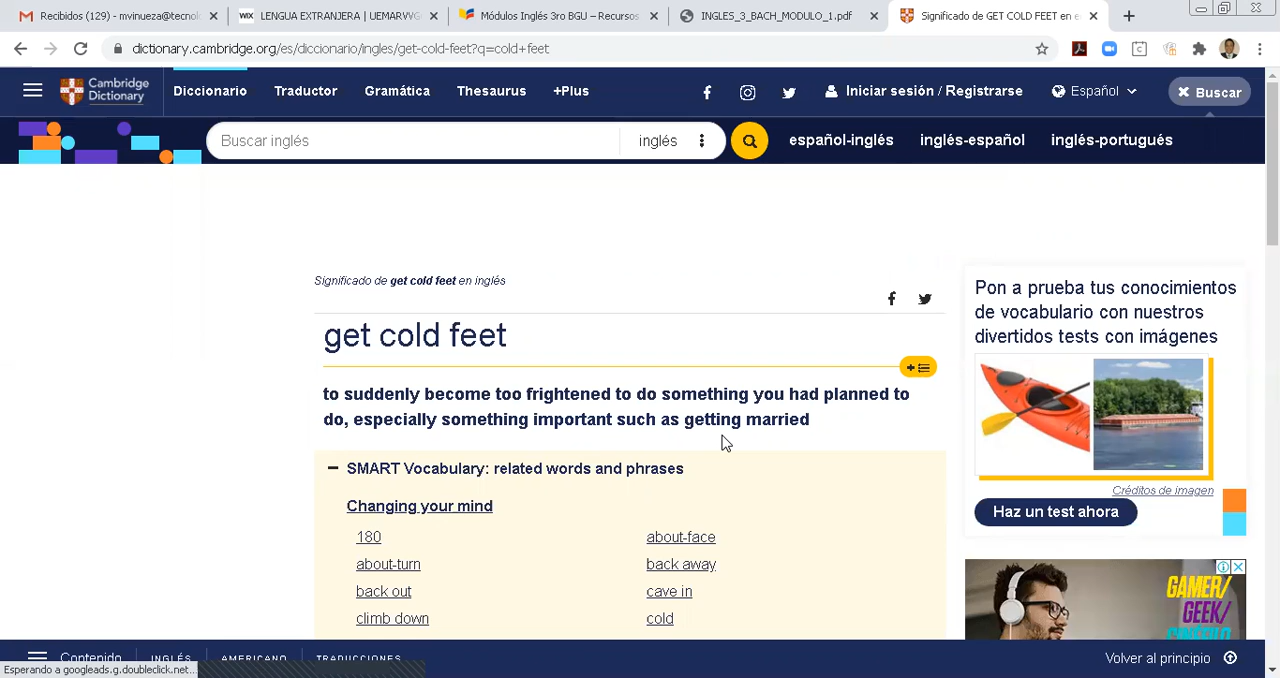 Recibidos (129) - mvinueza@tecnol
LENGUA EXTRANJERA | UEMARVVG
Módulos Inglés 3ro BGU – Recursos
INGLES_3_BACH_MODULO_1.pdf
Significado de GET COLD FEET en e
dictionary.cambridge.org/es/diccionario/ingles/get-cold-feet?q=cold+feet
Cambridge
Dictionary
Diccionario
Traductor
Gramática
Thesaurus
+Plus
Iniciar sesión / Registrarse
Español
Buscar
Buscar inglés
inglés
español-inglés
inglés-español
inglés-portugués
Significado de get cold feet en inglés
get cold feet
to suddenly become too frightened to do something you had planned to
do, especially something important such as getting married
SMART Vocabulary: related words and phrases
Changing your mind
180
about-face
about-turn
back away
back out
cave in
climb down
cold
Pon a prueba tus conocimientos
de vocabulario con nuestros
divertidos tests con imágenes
Créditos de imagen
Haz un test ahora
GAMER/
GEEK/
Contenido
INGLÉS
AMERICANO
TRADUCCIONES
Volver al principio
Esperando a googleads.g.doubleclick.net...